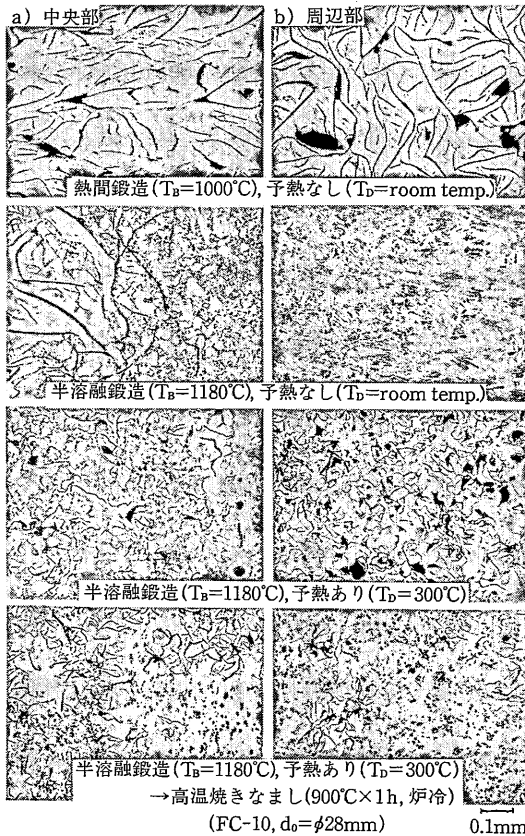 a) 中央部
b) 周辺部
熱間鍛造(T_B=1000℃), 予熱なし(T_D=room temp.)
半溶融鍛造(T_B=1180℃), 予熱なし(T_D=room temp.)
半溶融鍛造(T_B=1180℃), 予熱あり(T_D=300℃)
半溶融鍛造(T_B=1180℃), 予熱あり(T_D=300℃)
→高温焼きなまし(900℃×1h, 炉冷)
(FC-10, d₀=φ28mm)
0.1mm